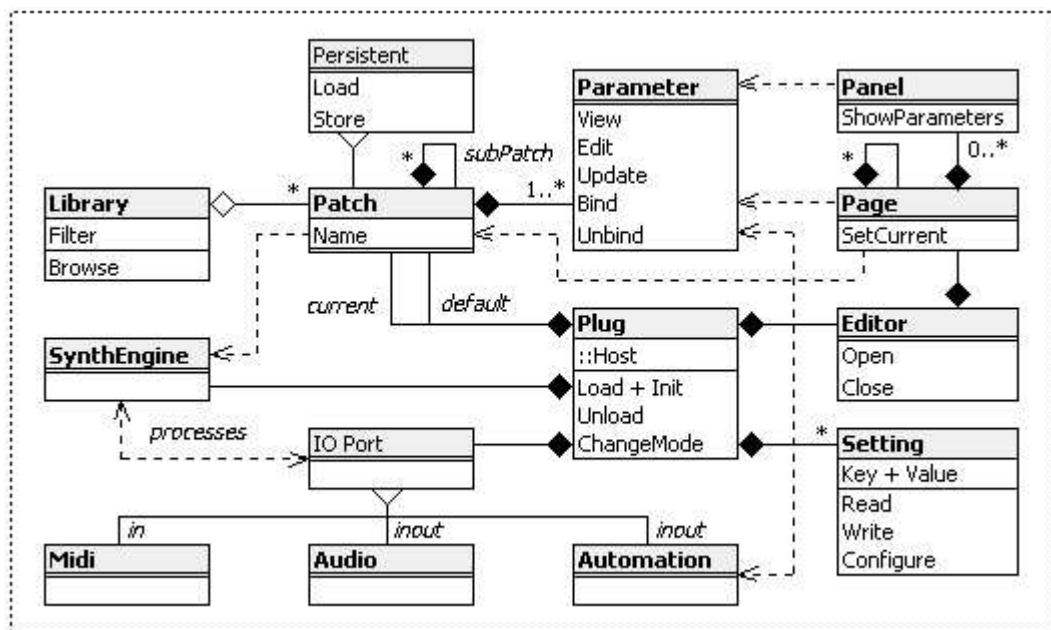 Persistent
Load
Store
Parameter
View
Edit
Update
Bind
Unbind
Panel
ShowParameters
*
subPatch
*
0..*
Library
Filter
Browse
*
Patch
Name
1..*
Page
SetCurrent
current
default
Plug
::Host
Load + Init
Unload
ChangeMode
Editor
Open
Close
SynthEngine
processes
IO Port
*
Setting
Key + Value
Read
Write
Configure
in
inout
inout
Midi
Audio
Automation